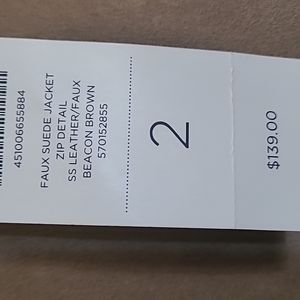 451006655884
FAUX SUEDE JACKET
ZIP DETAIL
SS LEATHER/FAUX
BEACON BROWN
570152855
2
$139.00